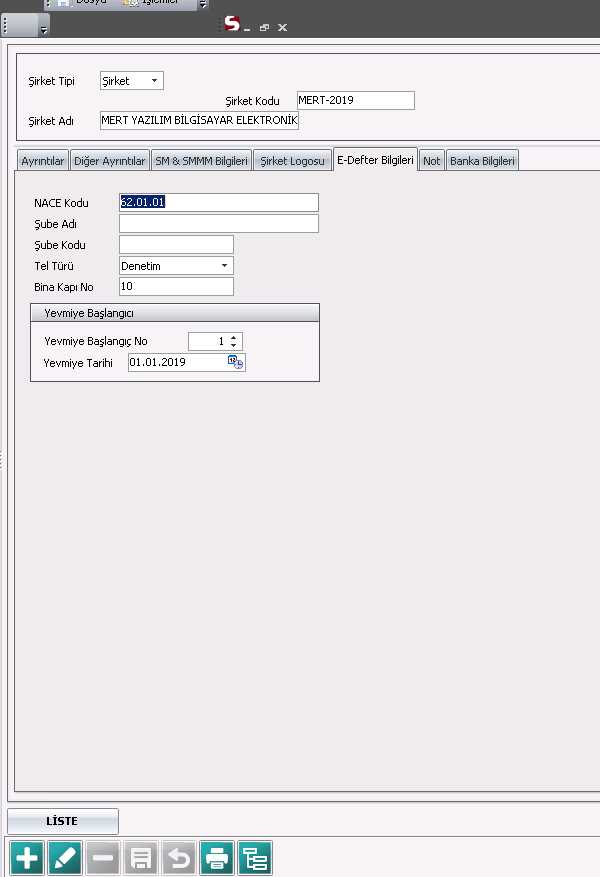 Dosya İşlemler
Şirket Tipi Şirket
Şirket Kodu MERT-2019
Şirket Adı MERT YAZILIM BİLGİSAYAR ELEKTRONİK
Ayrıntılar Diğer Ayrıntılar SM & SMMM Bilgileri Şirket Logosu E-Defter Bilgileri Not Banka Bilgileri
NACE Kodu 62.01.01
Şube Adı
Şube Kodu
Tel Türü Denetim
Bina Kapı No 10
Yevmiye Başlangıcı
Yevmiye Başlangıç No 1
Yevmiye Tarihi 01.01.2019
LİSTE